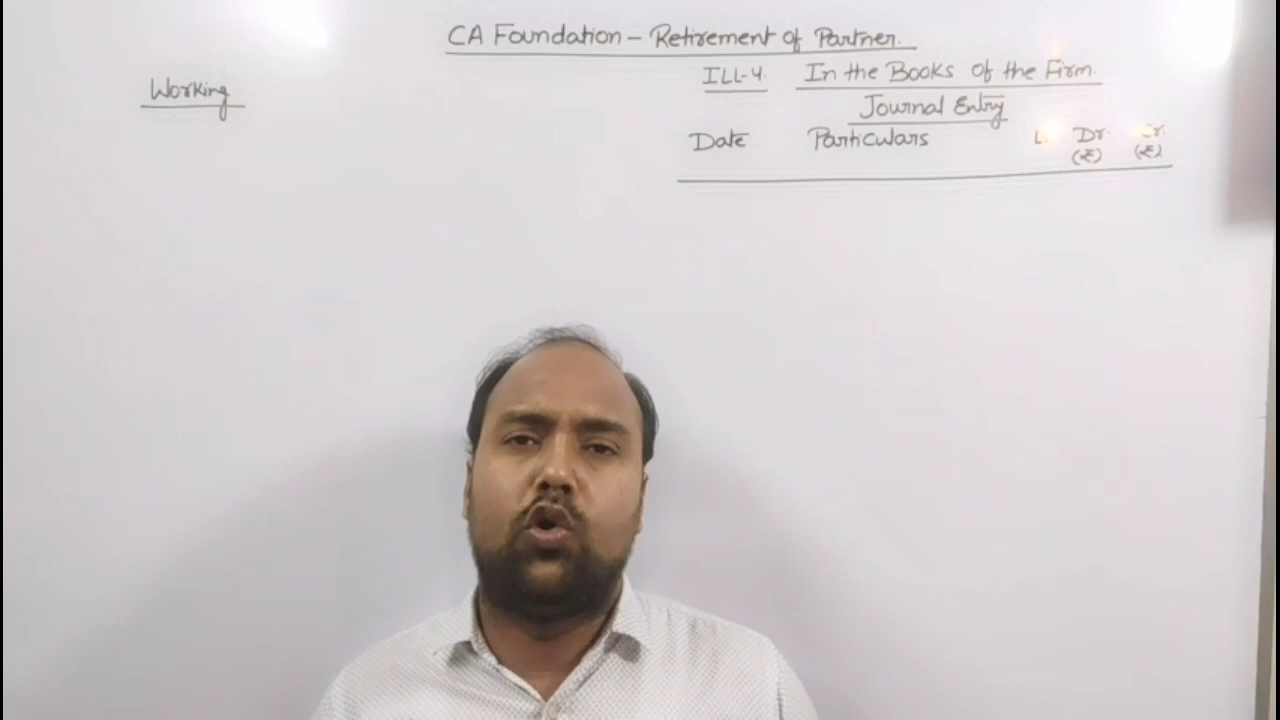 CA Foundation – Retirement of Partner.
Working
ILL-4. In the Books of the Firm.
Journal Entry
Date Particulars Dr.
(₹) (₹)